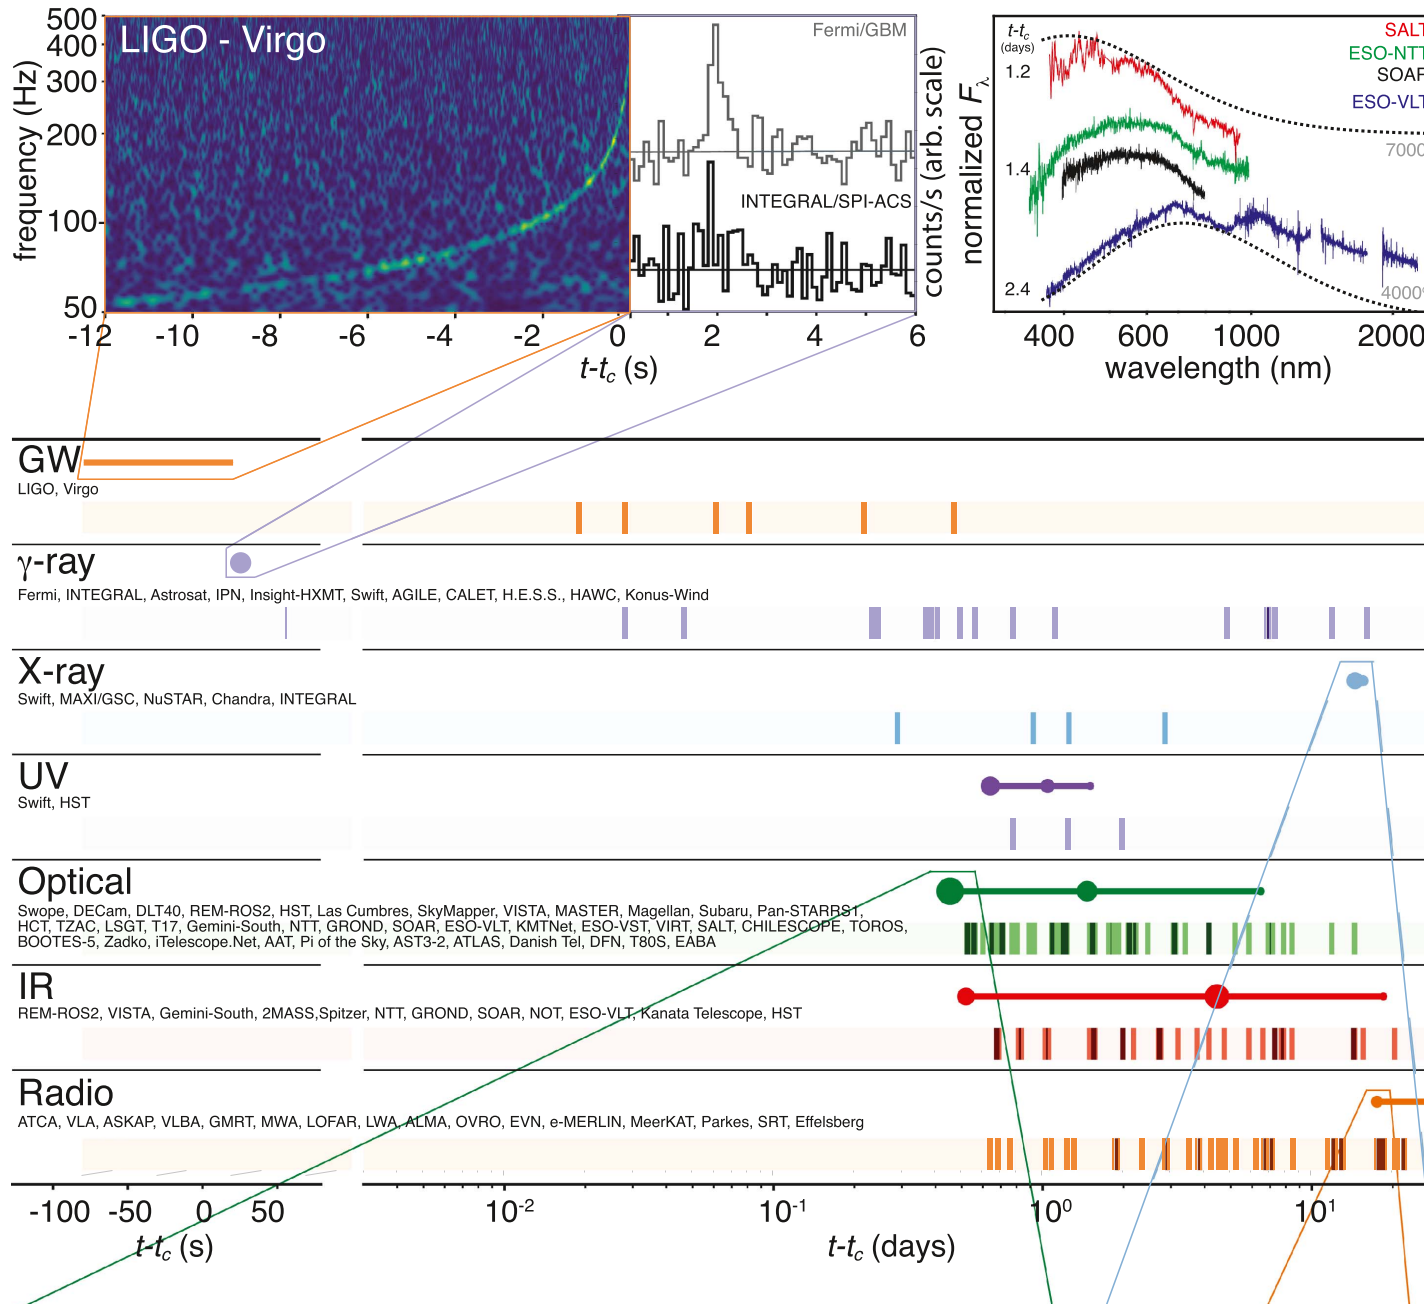 LIGO - Virgo
500
400
300
200
100
50
frequency (Hz)
-12 -10 -8 -6 -4 -2 0 2 4 6
t-tc (s)
Fermi/GBM
INTEGRAL/SPI-ACS
counts/s (arb. scale)
normalized Fλ
t-tc
(days)
1.2
1.4
2.4
SALT
ESO-NTT
SOAR
ESO-VLT
7000
4000
400 600 1000 2000
wavelength (nm)
GW
LIGO, Virgo
γ-ray
Fermi, INTEGRAL, Astrosat, IPN, Insight-HXMT, Swift, AGILE, CALET, H.E.S.S., HAWC, Konus-Wind
X-ray
Swift, MAXI/GSC, NuSTAR, Chandra, INTEGRAL
UV
Swift, HST
Optical
Swope, DECam, DLT40, REM-ROS2, HST, Las Cumbres, SkyMapper, VISTA, MASTER, Magellan, Subaru, Pan-STARRS1,
HCT, TZAC, LSGT, T17, Gemini-South, NTT, GROND, SOAR, ESO-VLT, KMTNet, ESO-VST, VIRT, SALT, CHILESCOPE, TOROS,
BOOTES-5, Zadko, iTelescope.Net, AAT, Pi of the Sky, AST3-2, ATLAS, Danish Tel, DFN, T80S, EABA
IR
REM-ROS2, VISTA, Gemini-South, 2MASS,Spitzer, NTT, GROND, SOAR, NOT, ESO-VLT, Kanata Telescope, HST
Radio
ATCA, VLA, ASKAP, VLBA, GMRT, MWA, LOFAR, LWA, ALMA, OVRO, EVN, e-MERLIN, MeerKAT, Parkes, SRT, Effelsberg
-100 -50 0 50 10-2 10-1 100 101
t-tc (s)
t-tc (days)